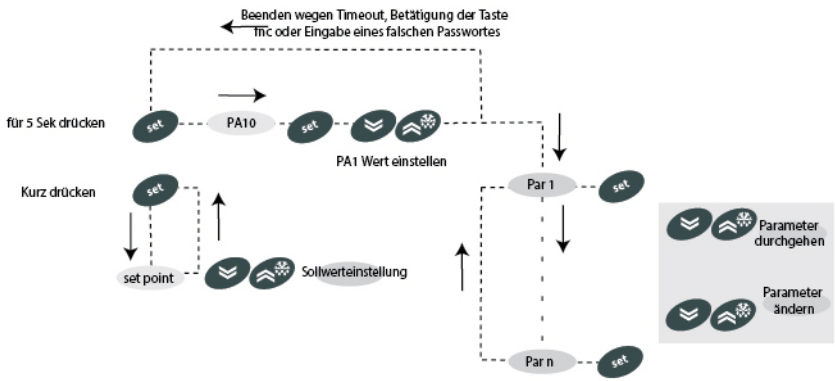 Beenden wegen Timeout, Betätigung der Taste
fnc oder Eingabe eines falschen Passwortes
für 5 Sek drücken
set
PA10
set
PA1 Wert einstellen
Kurz drücken
set
Par 1
set
set point
Sollwerteinstellung
Parameter
durchgehen
Parameter
ändern
Par n
set